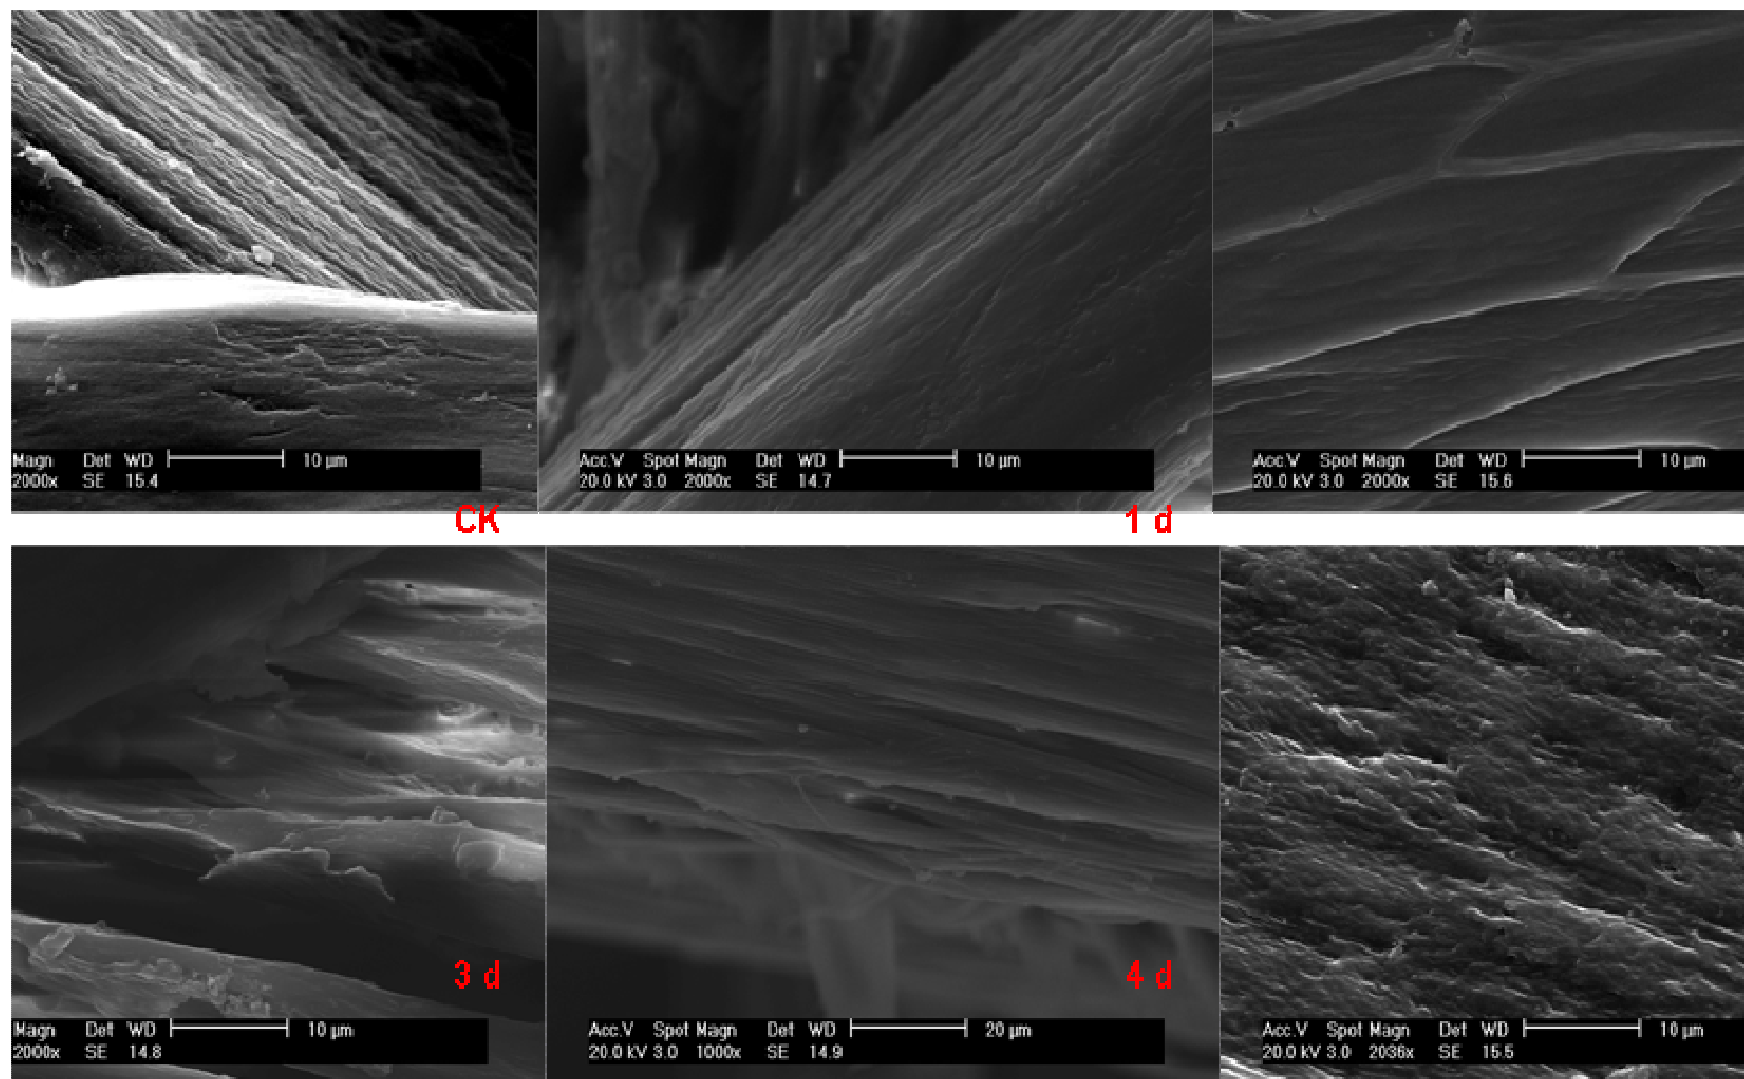 Magn Det WD 10 µm
2000x SE 15.4
Acc.V Spot Magn Det WD 10 µm
20.0 kV 3.0 2000x SE 14.7
Acc.V Spot Magn Det WD 10 µm
20.0 kV 3.0 2000x SE 15.6
CK
1 d
3 d
4 d
Magn Det WD 10 µm
2000x SE 14.8
Acc.V Spot Magn Det WD 20 µm
20.0 kV 3.0 1000x SE 14.9
Acc.V Spot Magn Det WD 10 µm
20.0 kV 3.0 2036x SE 15.5